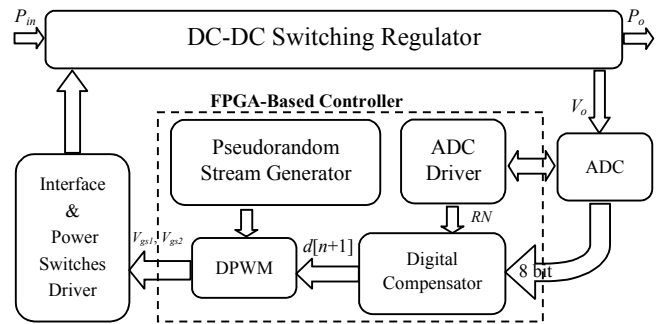 P_in
P_o
DC-DC Switching Regulator
FPGA-Based Controller
V_o
Pseudorandom
Stream Generator
ADC
Driver
ADC
Interface
&
Power
Switches
Driver
V_gs1, V_gs2
RN
d[n+1]
DPWM
Digital
Compensator
8 bit